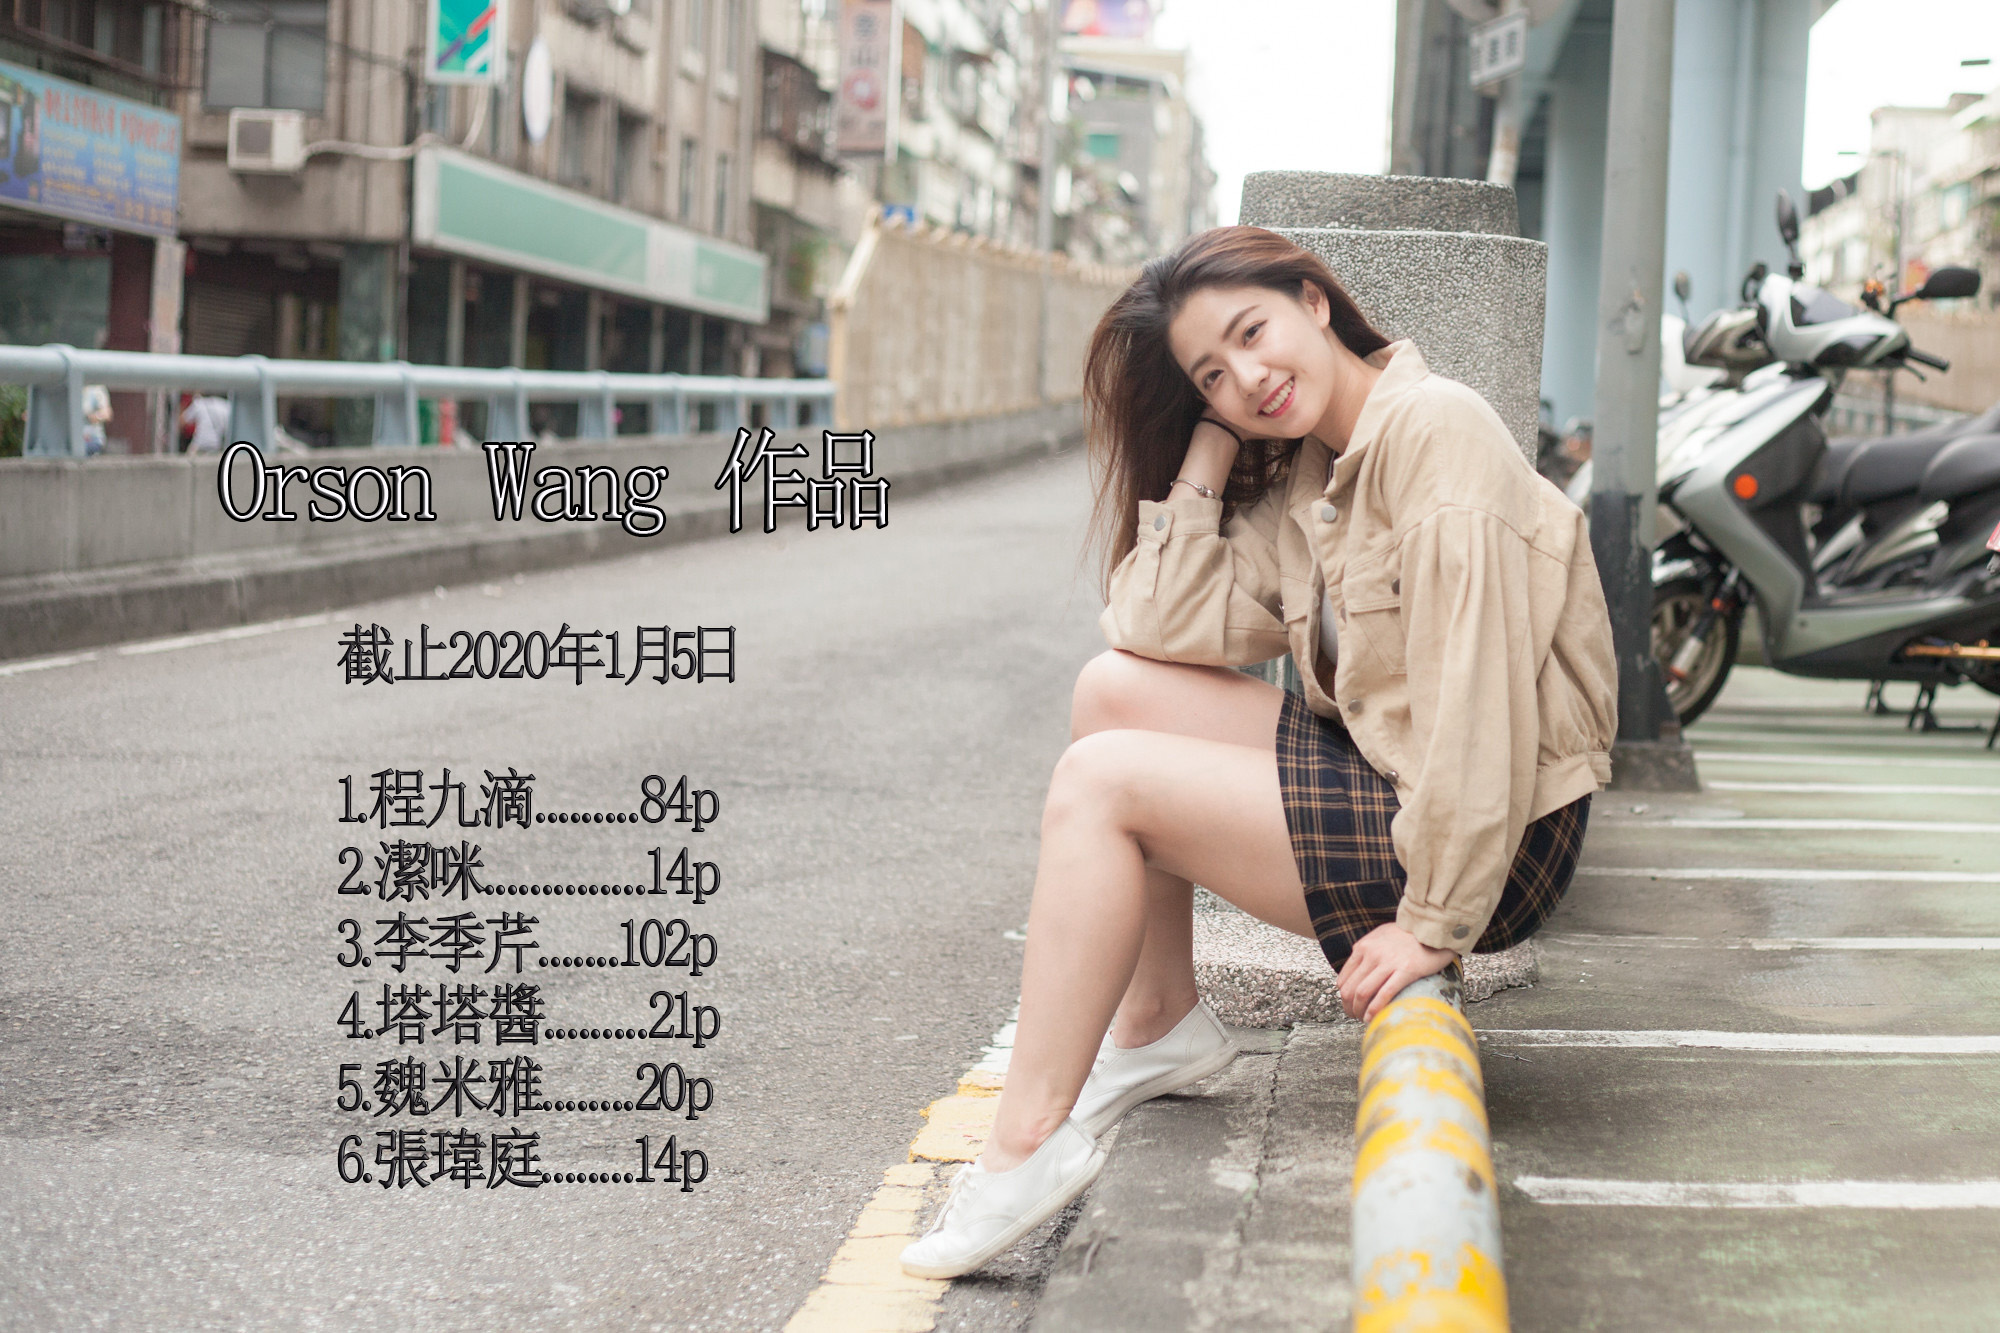 Orson Wang 作品
截止2020年1月5日
1.程九滴.........84p
2.潔咪..............14p
3.李季芹.......102p
4.塔塔醬.........21p
5.魏米雅........20p
6.張瑋庭........14p